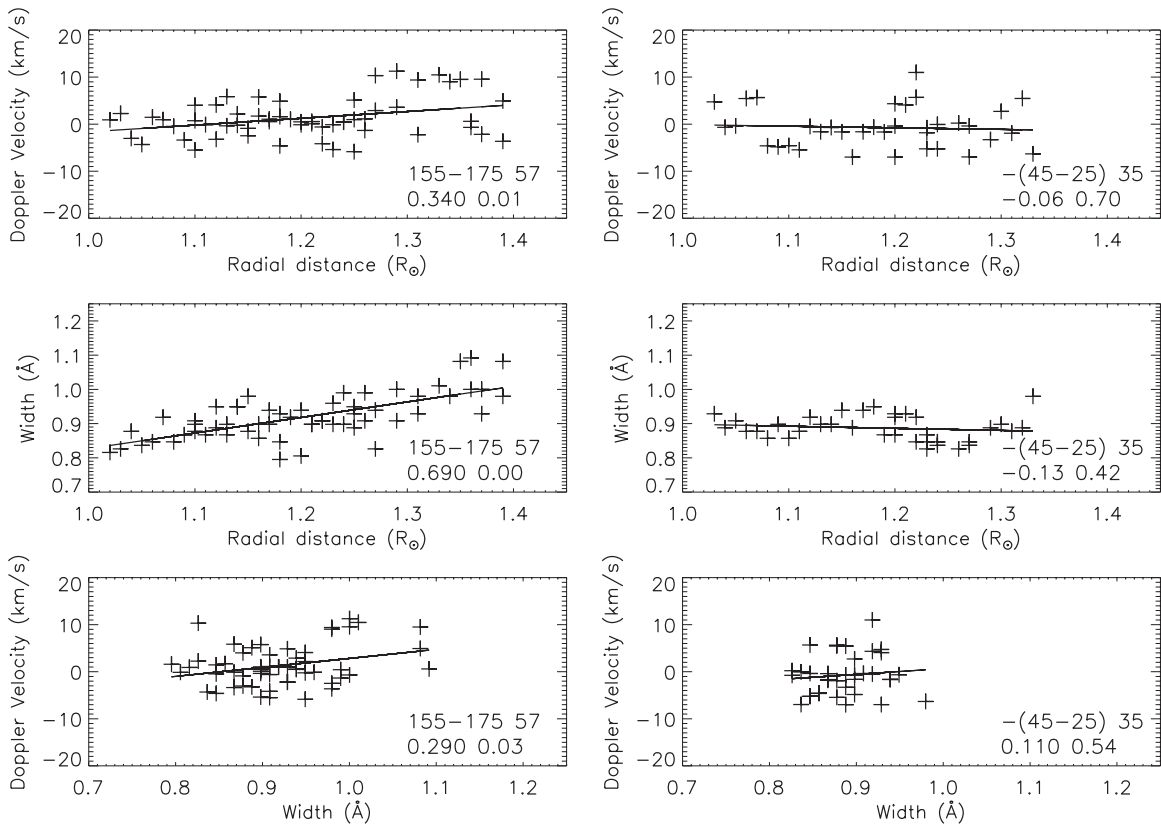 20
10
0
−10
−20
Doppler Velocity (km/s)
155−175 57
0.340 0.01
1.0 1.1 1.2 1.3 1.4
Radial distance (R☉)
20
10
0
−10
−20
Doppler Velocity (km/s)
−(45−25) 35
−0.06 0.70
1.0 1.1 1.2 1.3 1.4
Radial distance (R☉)
1.2
1.1
1.0
0.9
0.8
0.7
Width (Å)
155−175 57
0.690 0.00
1.0 1.1 1.2 1.3 1.4
Radial distance (R☉)
1.2
1.1
1.0
0.9
0.8
0.7
Width (Å)
−(45−25) 35
−0.13 0.42
1.0 1.1 1.2 1.3 1.4
Radial distance (R☉)
20
10
0
−10
−20
Doppler Velocity (km/s)
155−175 57
0.290 0.03
0.7 0.8 0.9 1.0 1.1 1.2
Width (Å)
20
10
0
−10
−20
Doppler Velocity (km/s)
−(45−25) 35
0.110 0.54
0.7 0.8 0.9 1.0 1.1 1.2
Width (Å)